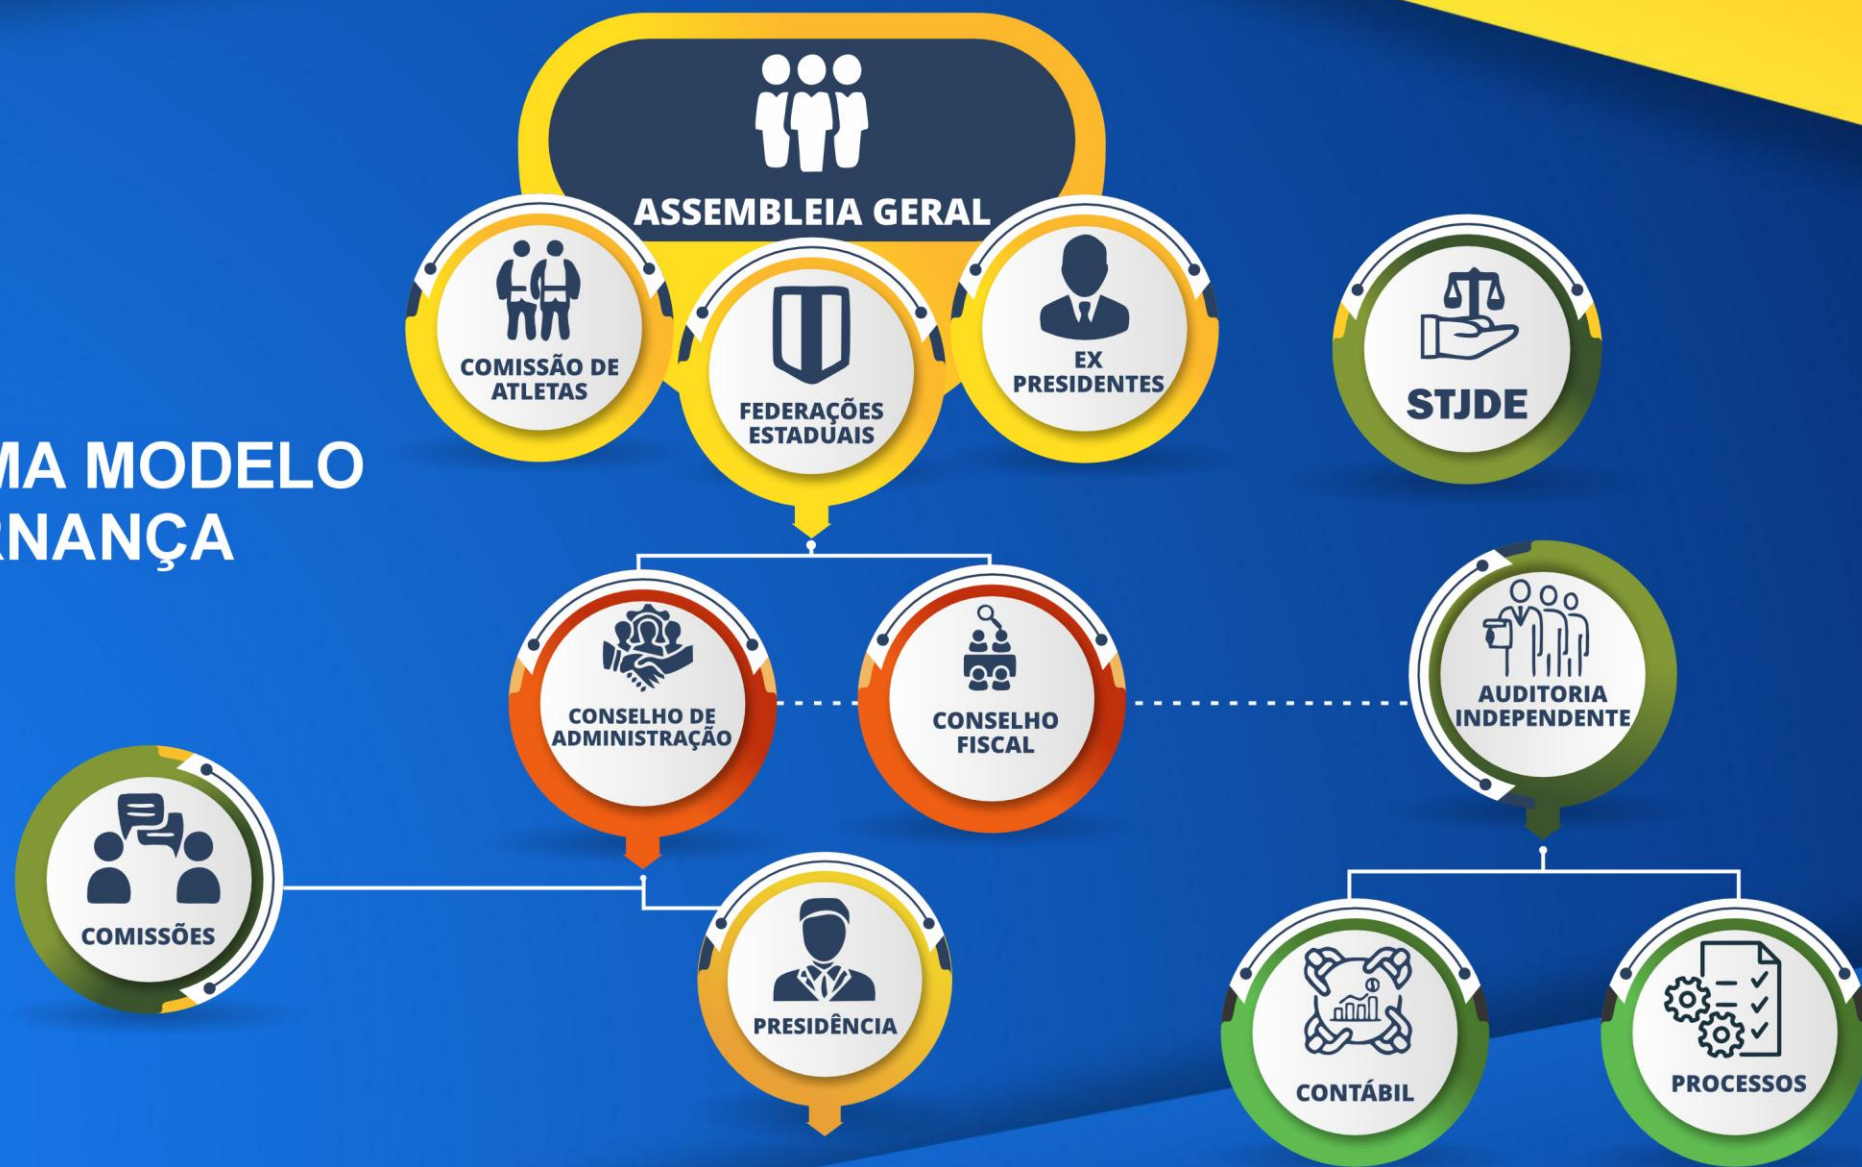 ASSEMBLEIA GERAL
COMISSÃO DE
ATLETAS
FEDERAÇÕES
ESTADUAIS
EX
PRESIDENTES
STJDE
MA MODELO
RNANÇA
CONSELHO DE
ADMINISTRAÇÃO
CONSELHO
FISCAL
AUDITORIA
INDEPENDENTE
COMISSÕES
PRESIDÊNCIA
CONTÁBIL
PROCESSOS